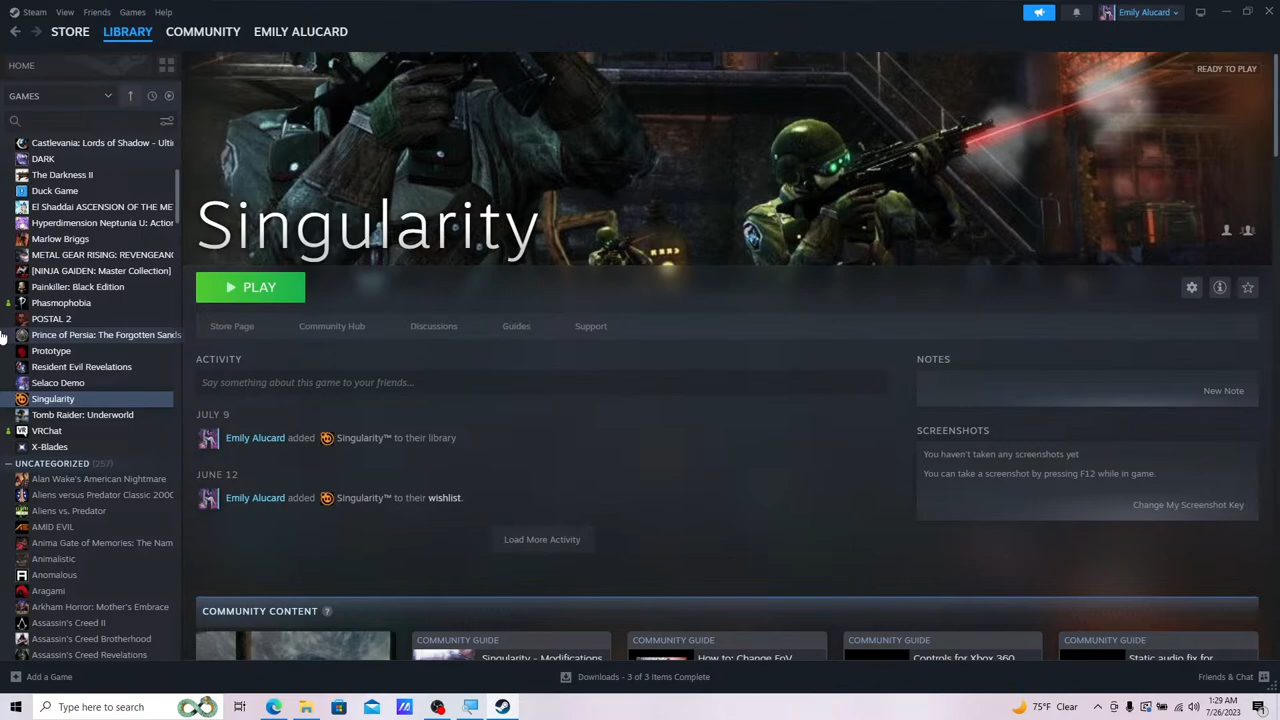 Steam View Friends Games Help
Emily Alucard
STORE LIBRARY COMMUNITY EMILY ALUCARD
HOME
READY TO PLAY
GAMES
Castlevania: Lords of Shadow - Ulti
DARK
The Darkness II
Duck Game
El Shaddai ASCENSION OF THE ME
Hyperdimension Neptunia U: Action
Marlow Briggs
METAL GEAR RISING: REVENGEANC
[NINJA GAIDEN: Master Collection]
Painkiller: Black Edition
Phasmophobia
POSTAL 2
Prince of Persia: The Forgotten Sands
Prototype
Resident Evil Revelations
Selaco Demo
Singularity
Tomb Raider: Underworld
VRChat
X-Blades
UNCATEGORIZED (257)
Alan Wake's American Nightmare
Aliens versus Predator Classic 2000
Aliens vs. Predator
AMID EVIL
Anima Gate of Memories: The Nam
Animalistic
Anomalous
Aragami
Arkham Horror: Mother's Embrace
Assassin's Creed II
Assassin's Creed Brotherhood
Assassin's Creed Revelations
Singularity
PLAY
Store Page Community Hub Discussions Guides Support
ACTIVITY
Say something about this game to your friends...
JULY 9
Emily Alucard added Singularity™ to their library
JUNE 12
Emily Alucard added Singularity™ to their wishlist.
Load More Activity
NOTES
New Note
SCREENSHOTS
You haven't taken any screenshots yet
You can take a screenshot by pressing F12 while in game.
Change My Screenshot Key
COMMUNITY CONTENT ?
COMMUNITY GUIDE
Singularity - Modifications
COMMUNITY GUIDE
How to: Change FoV
COMMUNITY GUIDE
Controls for Xbox 360
COMMUNITY GUIDE
Static audio fix for
Add a Game
Downloads - 3 of 3 Items Complete
Friends & Chat
Type here to search
75°F Clear
1:29 AM
7/26/2023